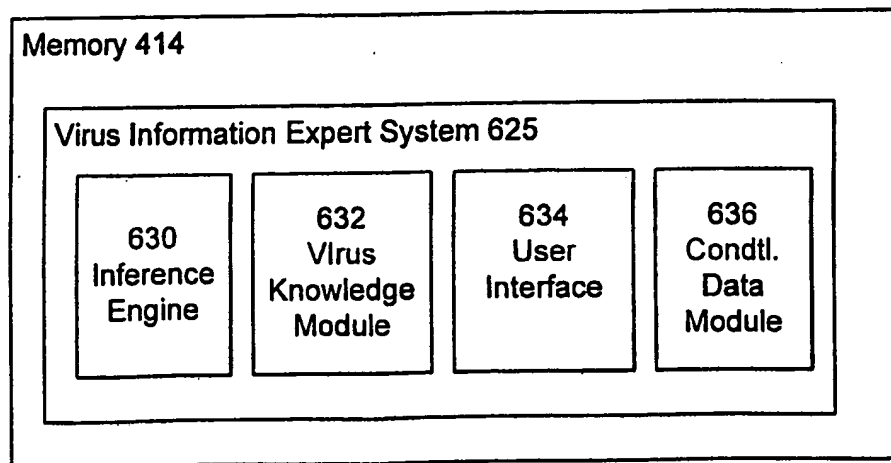 Memory 414
Virus Information Expert System 625
630
Inference
Engine
632
VIrus
Knowledge
Module
634
User
Interface
636
Condtl.
Data
Module